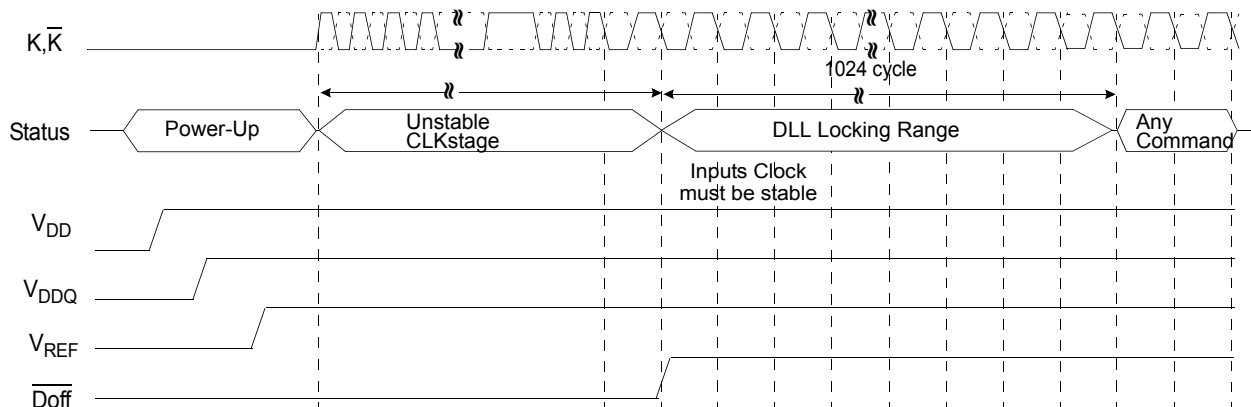 K,K̅
1024 cycle
Status
Power-Up
Unstable
CLKstage
DLL Locking Range
Any
Command
Inputs Clock
must be stable
VDD
VDDQ
VREF
D̅o̅f̅f̅